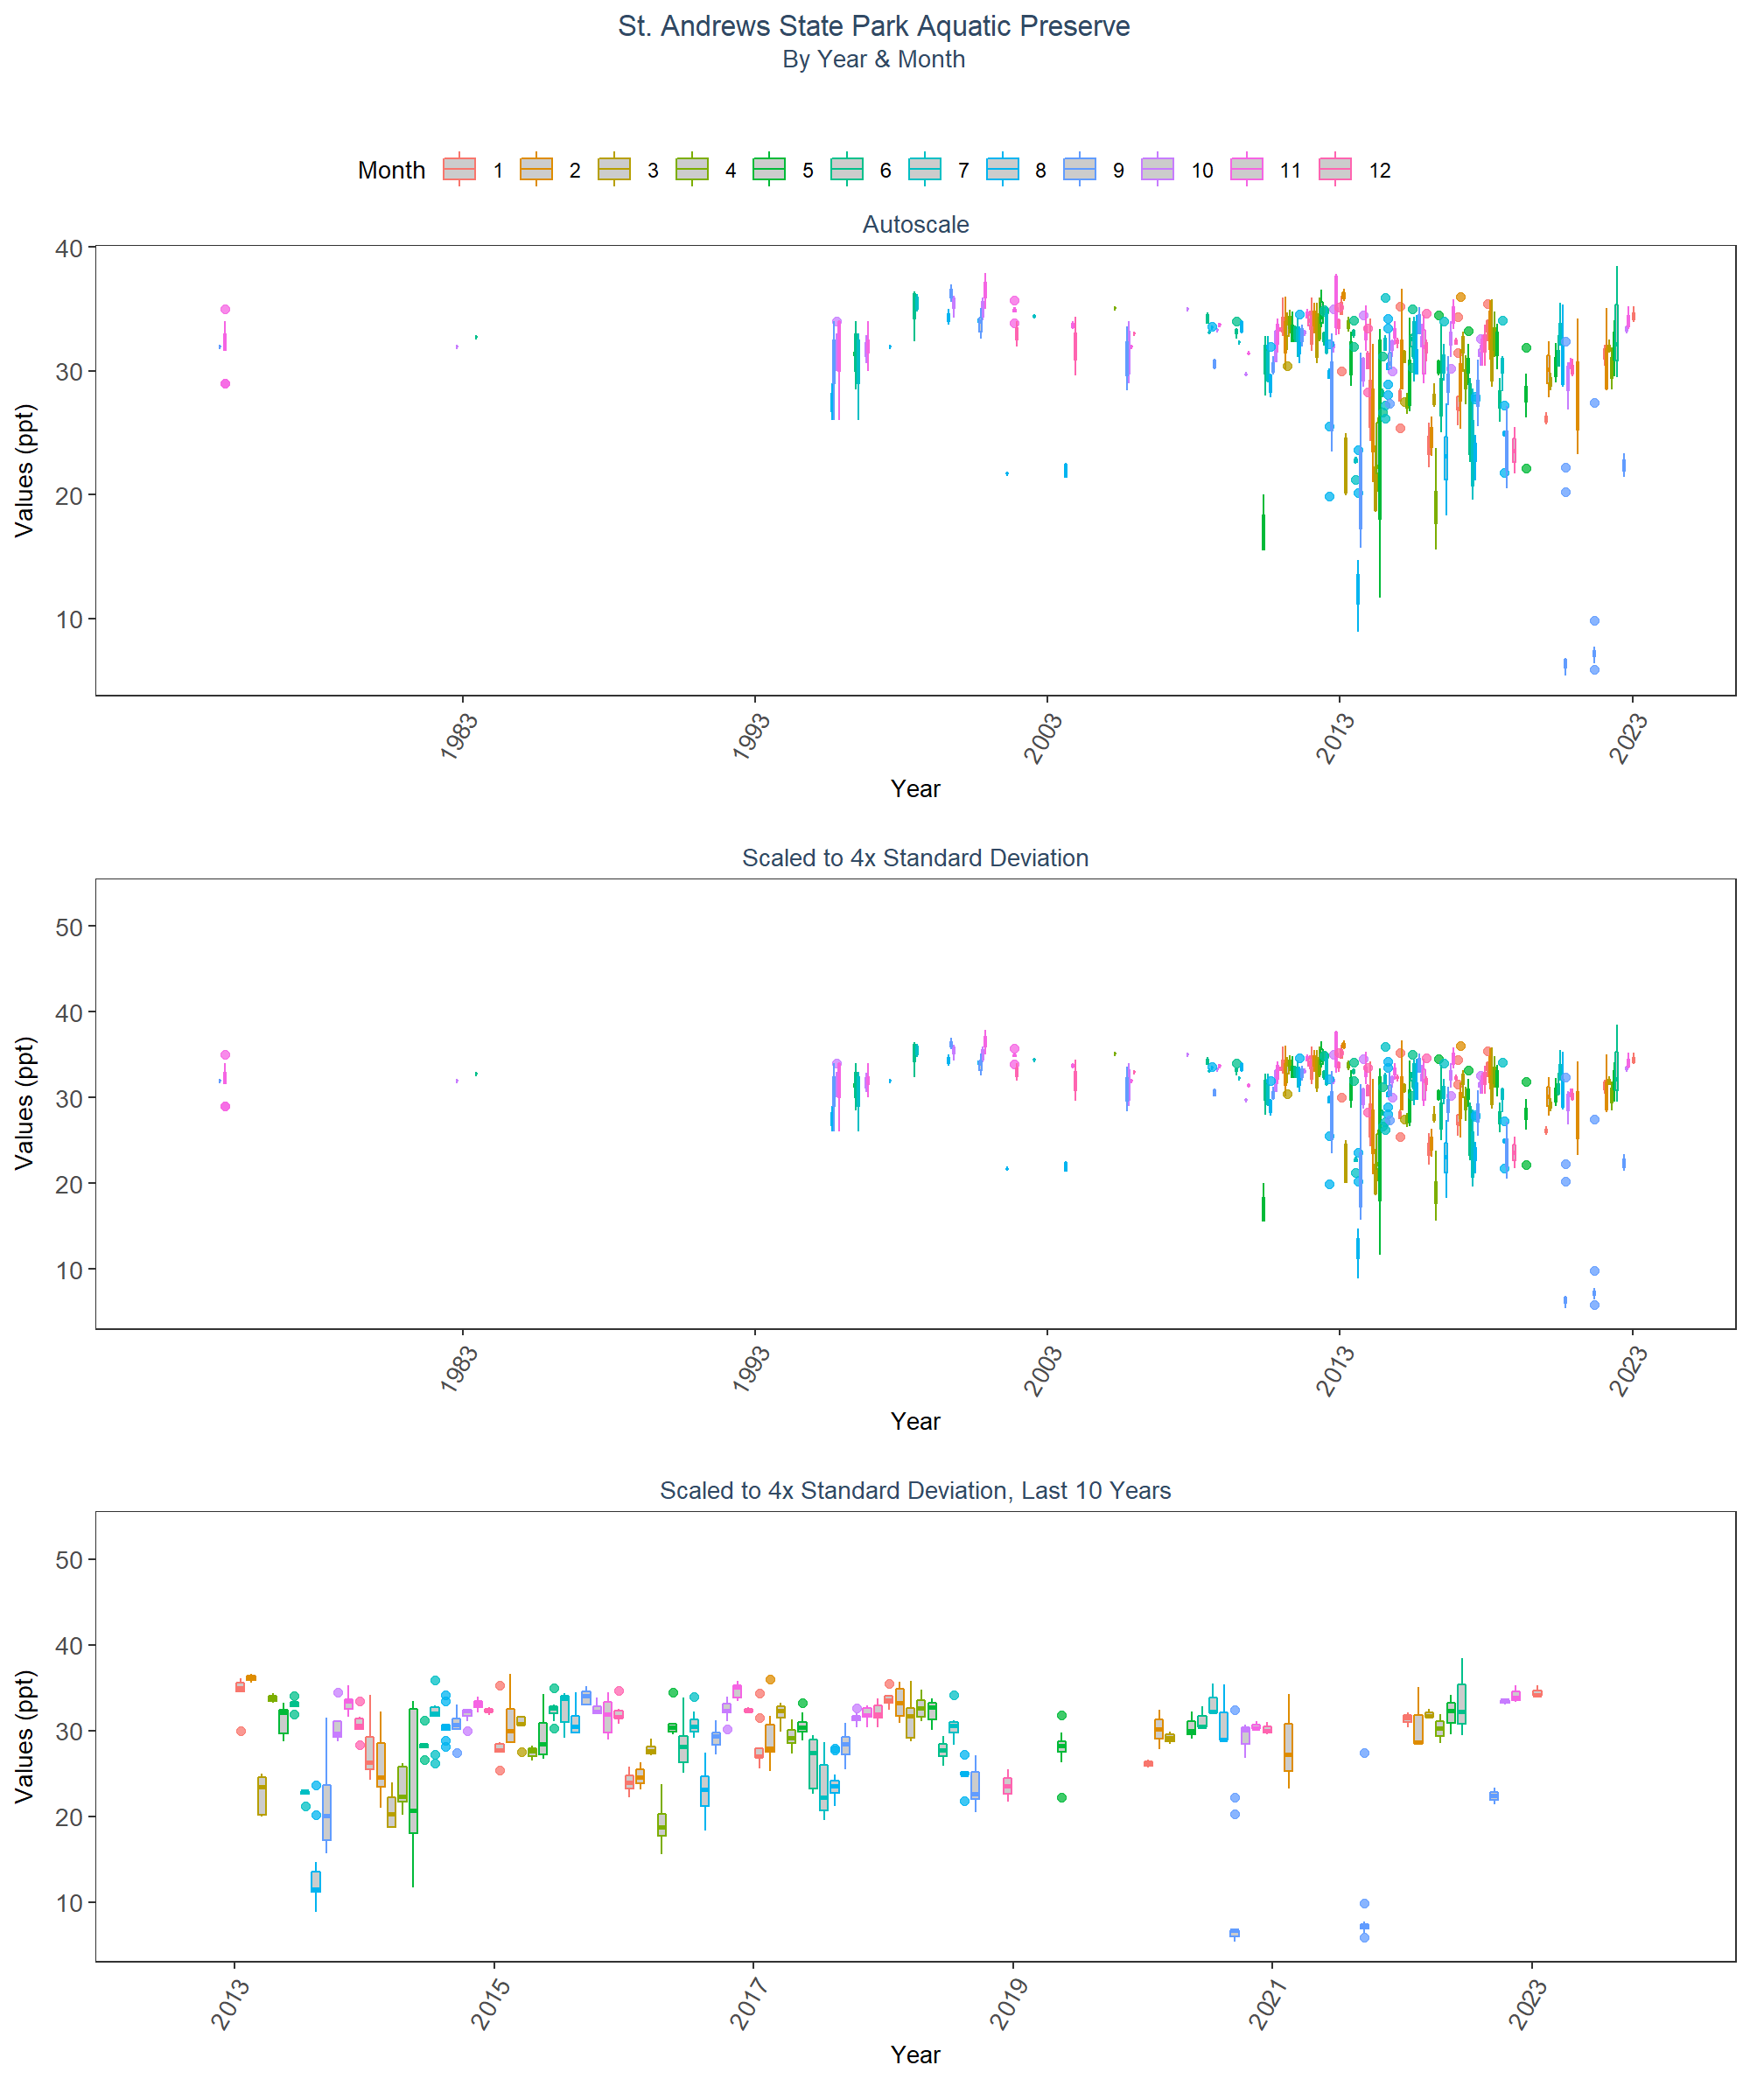 St. Andrews State Park Aquatic Preserve
By Year & Month
Month 1 2 3 4 5 6 7 8 9 10 11 12
Autoscale
Values (ppt)
40
30
20
10
1983 1993 2003 2013 2023
Year
Scaled to 4x Standard Deviation
Values (ppt)
50
40
30
20
10
1983 1993 2003 2013 2023
Year
Scaled to 4x Standard Deviation, Last 10 Years
Values (ppt)
50
40
30
20
10
2013 2015 2017 2019 2021 2023
Year